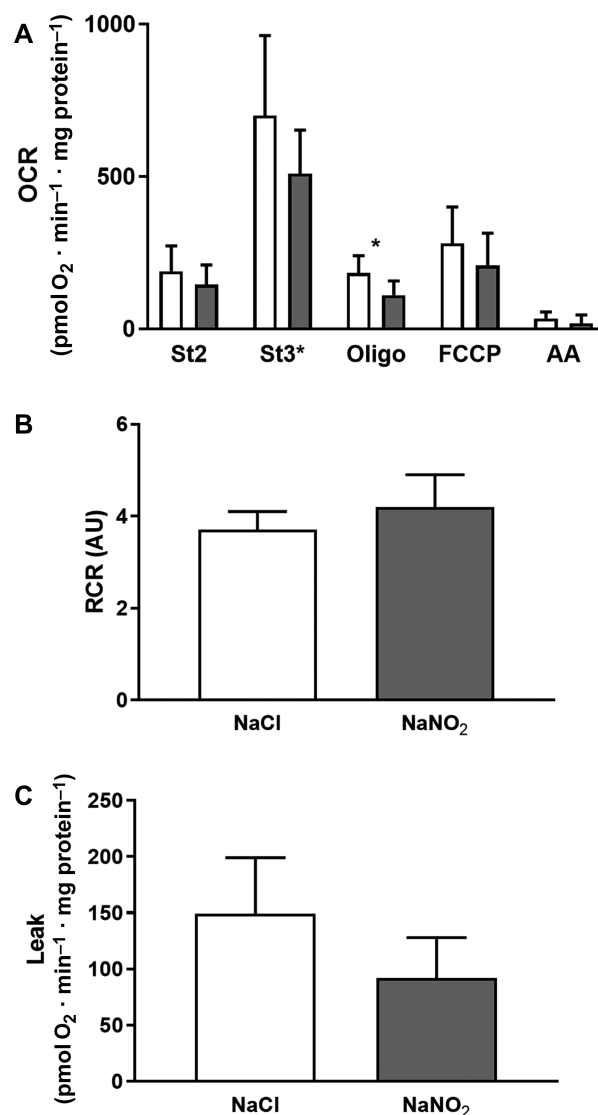 A
OCR
(pmol O₂ · min⁻¹ · mg protein⁻¹)
1000
500
0
*
St2 St3* Oligo FCCP AA
B
RCR (AU)
6
4
2
0
NaCl NaNO₂
C
Leak
(pmol O₂ · min⁻¹ · mg protein⁻¹)
250
200
150
100
50
0
NaCl NaNO₂